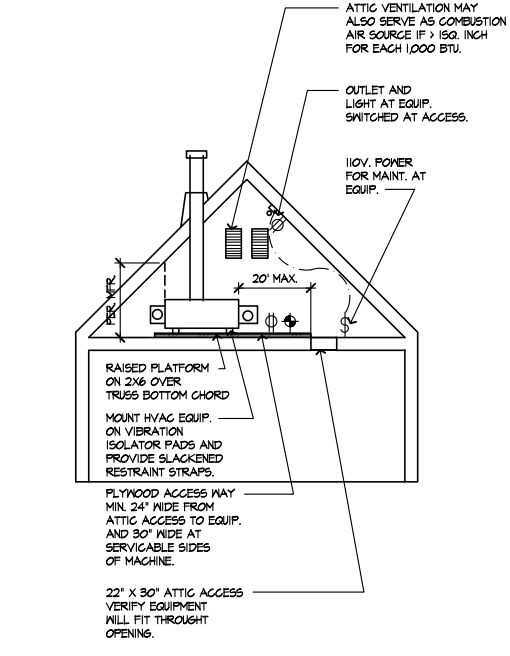 ATTIC VENTILATION MAY
ALSO SERVE AS COMBUSTION
AIR SOURCE IF > 1SQ. INCH
FOR EACH 1,000 BTU.
OUTLET AND
LIGHT AT EQUIP.
SWITCHED AT ACCESS.
110V. POWER
FOR MAINT. AT
EQUIP.
20' MAX.
PER MFR
RAISED PLATFORM
ON 2X6 OVER
TRUSS BOTTOM CHORD
MOUNT HVAC EQUIP.
ON VIBRATION
ISOLATOR PADS AND
PROVIDE SLACKENED
RESTRAINT STRAPS.
PLYWOOD ACCESS WAY
MIN. 24" WIDE FROM
ATTIC ACCESS TO EQUIP.
AND 30" WIDE AT
SERVICABLE SIDES
OF MACHINE.
22" X 30" ATTIC ACCESS
VERIFY EQUIPMENT
WILL FIT THROUGHT
OPENING.